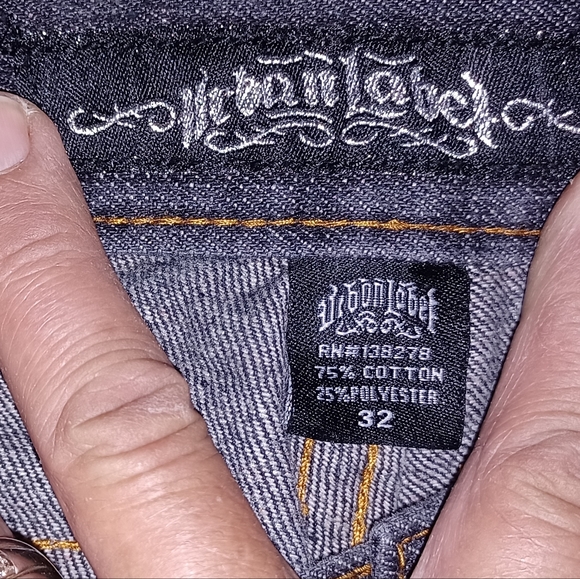 Urban Label
Urban Label
RN#138278
75% COTTON
25%POLYESTER
32